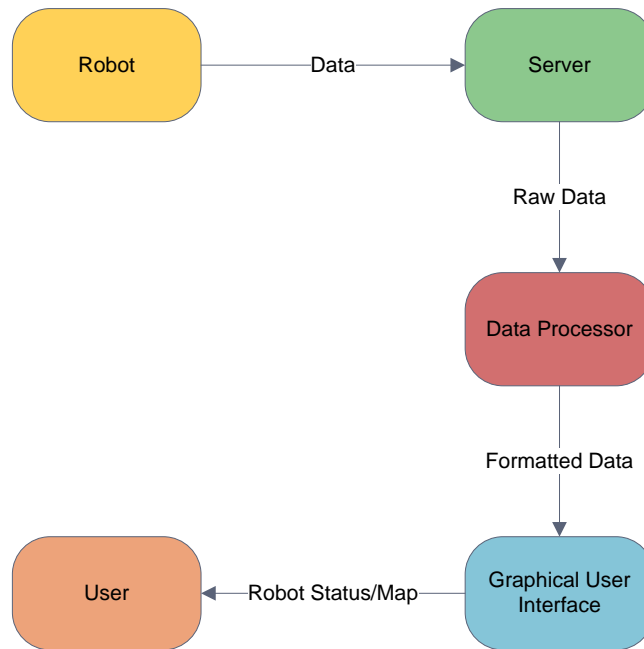 Robot
Data
Server
Raw Data
Data Processor
Formatted Data
Graphical User
Interface
Robot Status/Map
User